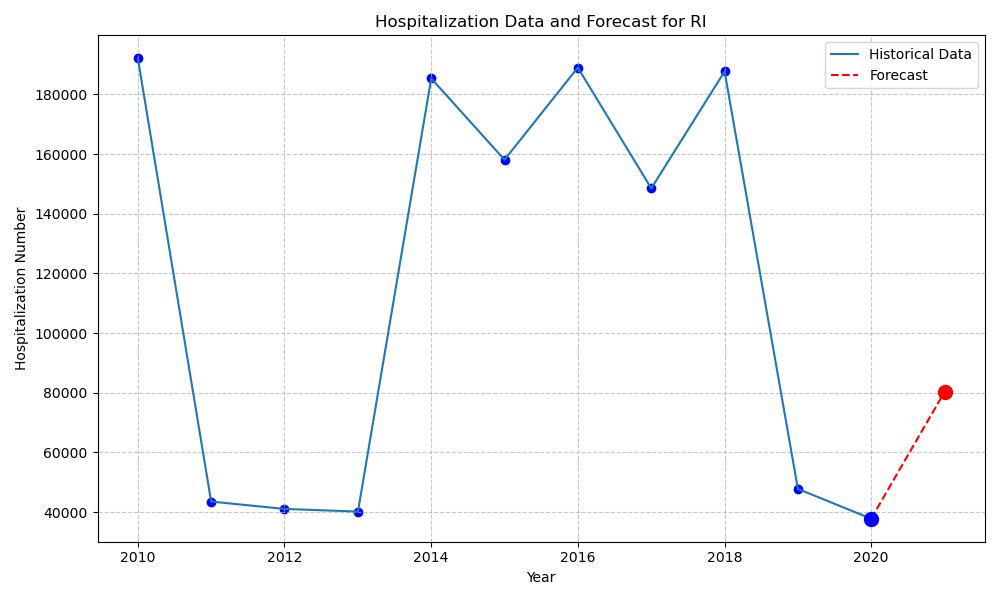 Hospitalization Data and Forecast for RI
Historical Data
Forecast
Hospitalization Number
180000
160000
140000
120000
100000
80000
60000
40000
2010
2012
2014
2016
2018
2020
Year